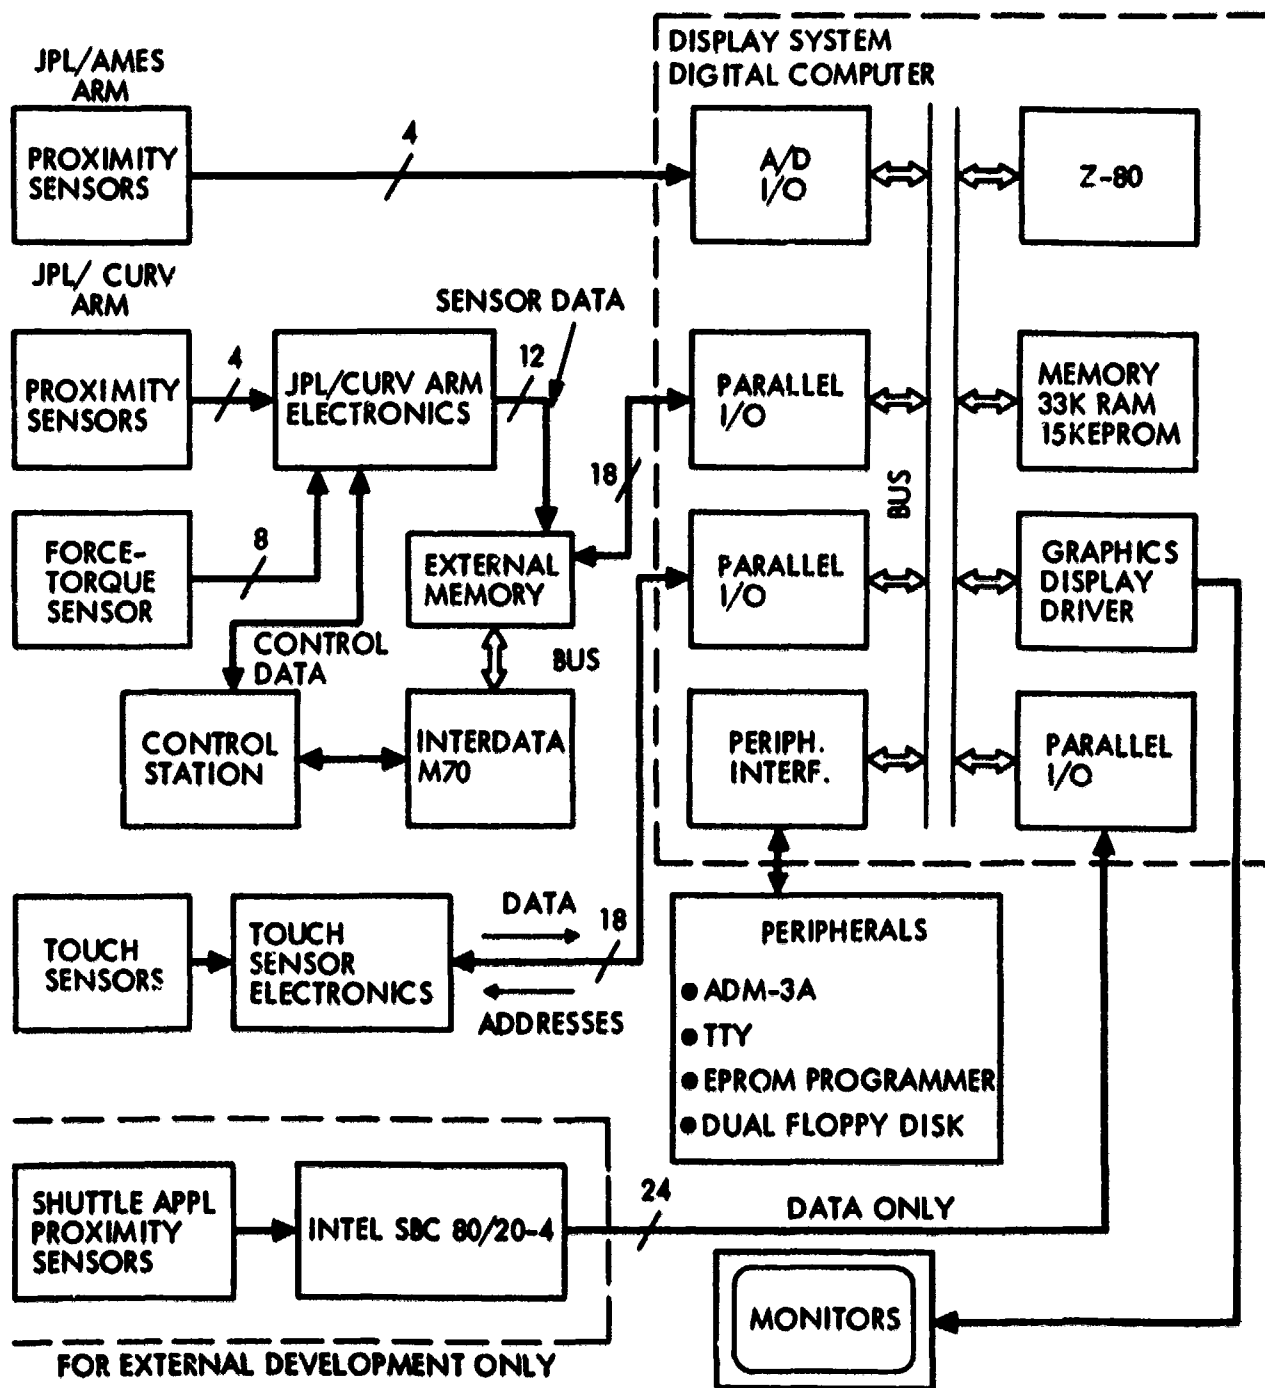 DISPLAY SYSTEM
DIGITAL COMPUTER
JPL/AMES
ARM
PROXIMITY
SENSORS
4
A/D
I/O
Z-80
JPL/ CURV
ARM
PROXIMITY
SENSORS
4
JPL/CURV ARM
ELECTRONICS
SENSOR DATA
12
18
PARALLEL
I/O
BUS
MEMORY
33K RAM
15KEPROM
FORCE-
TORQUE
SENSOR
8
EXTERNAL
MEMORY
PARALLEL
I/O
GRAPHICS
DISPLAY
DRIVER
CONTROL
DATA
BUS
CONTROL
STATION
INTERDATA
M70
PERIPH.
INTERF.
PARALLEL
I/O
TOUCH
SENSORS
TOUCH
SENSOR
ELECTRONICS
DATA
18
ADDRESSES
PERIPHERALS
● ADM-3A
● TTY
● EPROM PROGRAMMER
● DUAL FLOPPY DISK
SHUTTLE APPL
PROXIMITY
SENSORS
INTEL SBC 80/20-4
24
DATA ONLY
MONITORS
FOR EXTERNAL DEVELOPMENT ONLY